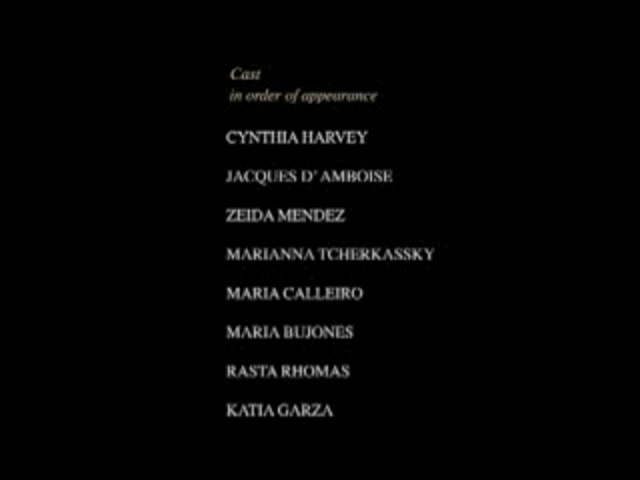 Cast
in order of appearance
CYNTHIA HARVEY
JACQUES D' AMBOISE
ZEIDA MENDEZ
MARIANNA TCHERKASSKY
MARIA CALLEIRO
MARIA BUJONES
RASTA RHOMAS
KATIA GARZA